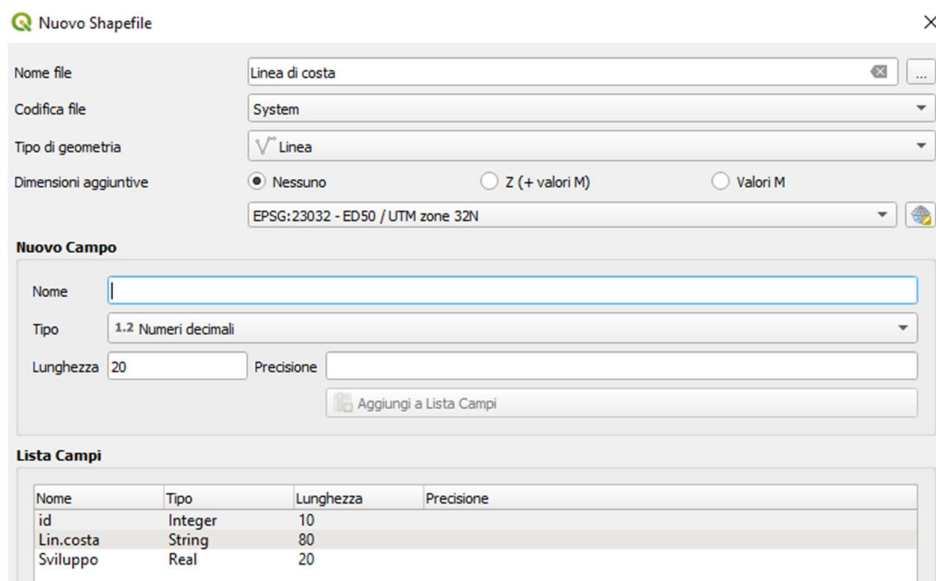 Nuovo Shapefile
Nome file Linea di costa ...
Codifica file System
Tipo di geometria Linea
Dimensioni aggiuntive Nessuno Z (+ valori M) Valori M
EPSG:23032 - ED50 / UTM zone 32N
Nuovo Campo
Nome
Tipo 1.2 Numeri decimali
Lunghezza 20 Precisione
Aggiungi a Lista Campi
Lista Campi
Nome Tipo Lunghezza Precisione
id Integer 10
Lin.costa String 80
Sviluppo Real 20